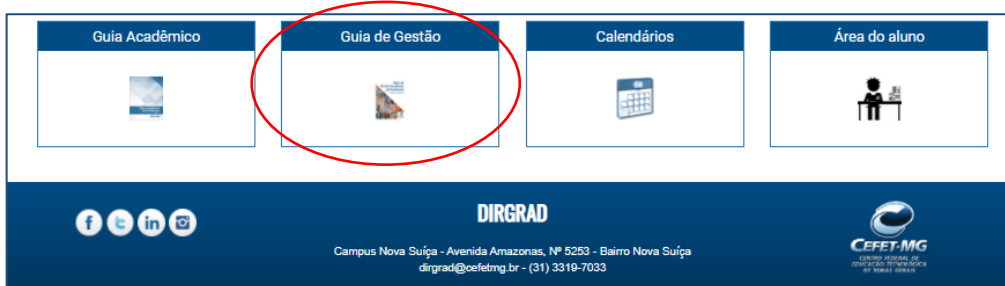 Guia Acadêmico
Guia de Gestão
Calendários
Área do aluno
DIRGRAD
Campus Nova Suíça - Avenida Amazonas, Nº 5253 - Bairro Nova Suíça
dirgrad@cefetmg.br - (31) 3319-7033
CEFET-MG
CENTRO FEDERAL DE
EDUCAÇÃO TECNOLÓGICA
DE MINAS GERAIS